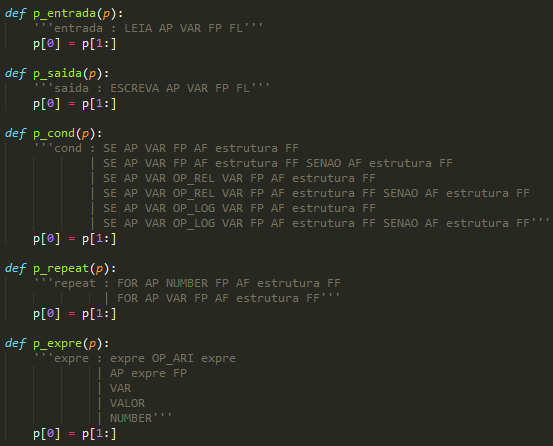 def p_entrada(p):
    '''entrada : LEIA AP VAR FP FL'''
    p[0] = p[1:]

def p_saida(p):
    '''saida : ESCREVA AP VAR FP FL'''
    p[0] = p[1:]

def p_cond(p):
    '''cond : SE AP VAR FP AF estrutura FF
            | SE AP VAR FP AF estrutura FF SENAO AF estrutura FF
            | SE AP VAR OP_REL VAR FP AF estrutura FF
            | SE AP VAR OP_REL VAR FP AF estrutura FF SENAO AF estrutura FF
            | SE AP VAR OP_LOG VAR FP AF estrutura FF
            | SE AP VAR OP_LOG VAR FP AF estrutura FF SENAO AF estrutura FF'''
    p[0] = p[1:]

def p_repeat(p):
    '''repeat : FOR AP NUMBER FP AF estrutura FF
              | FOR AP VAR FP AF estrutura FF'''
    p[0] = p[1:]

def p_expre(p):
    '''expre : expre OP_ARI expre
             | AP expre FP
             | VAR
             | VALOR
             | NUMBER'''
    p[0] = p[1:]